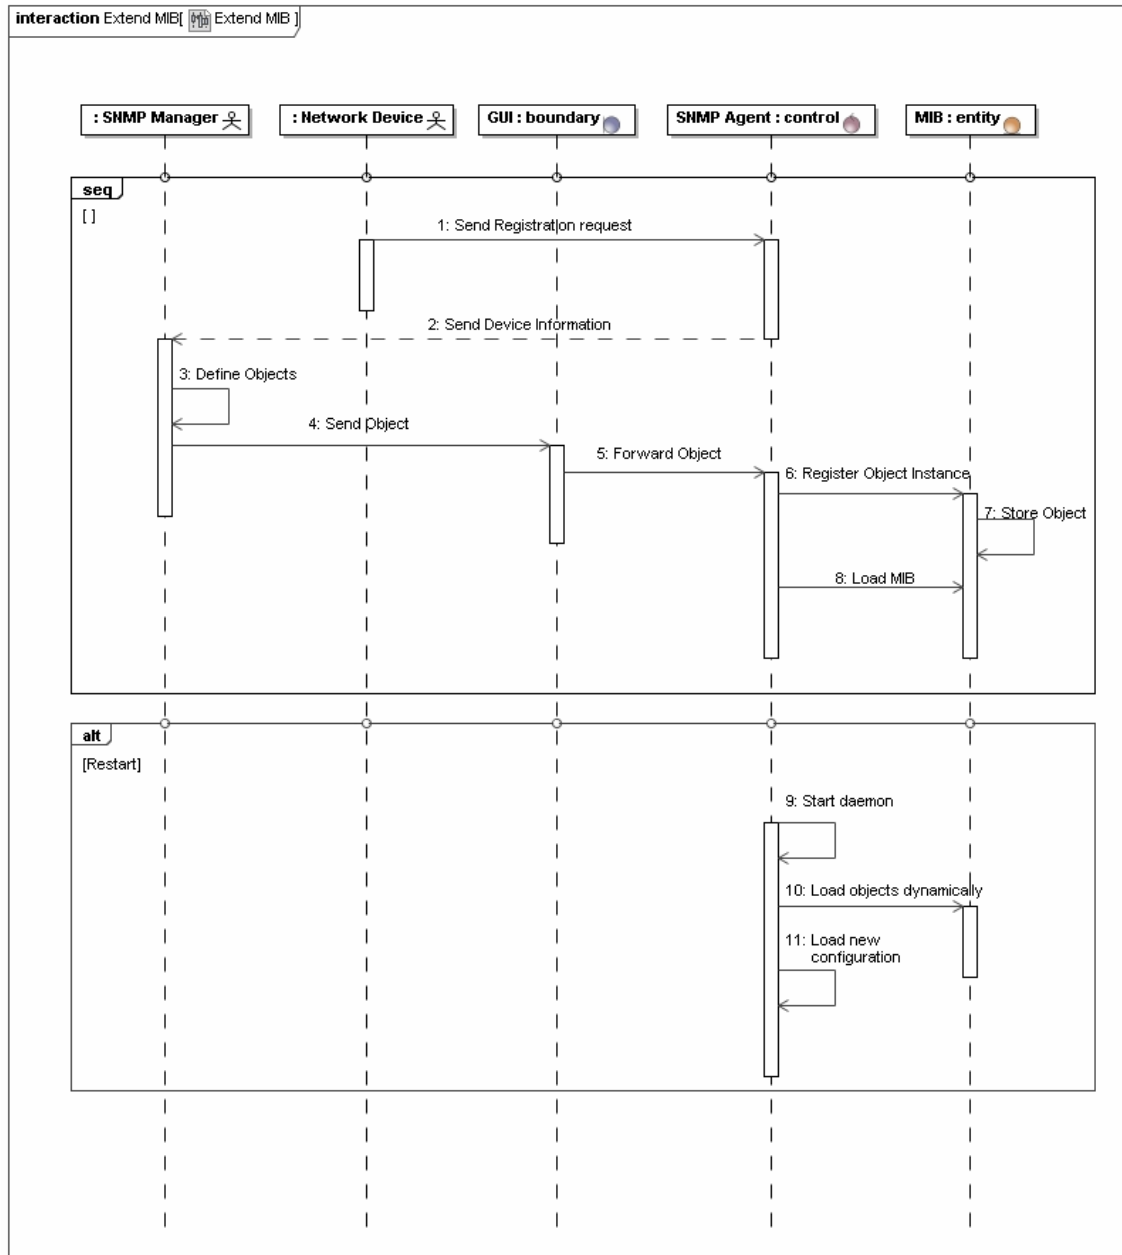 interaction Extend MIB[ Extend MIB ]
: SNMP Manager
: Network Device
GUI : boundary
SNMP Agent : control
MIB : entity
seq
[ ]
1: Send Registration request
2: Send Device Information
3: Define Objects
4: Send Object
5: Forward Object
6: Register Object Instance
7: Store Object
8: Load MIB
alt
[Restart]
9: Start daemon
10: Load objects dynamically
11: Load new
configuration